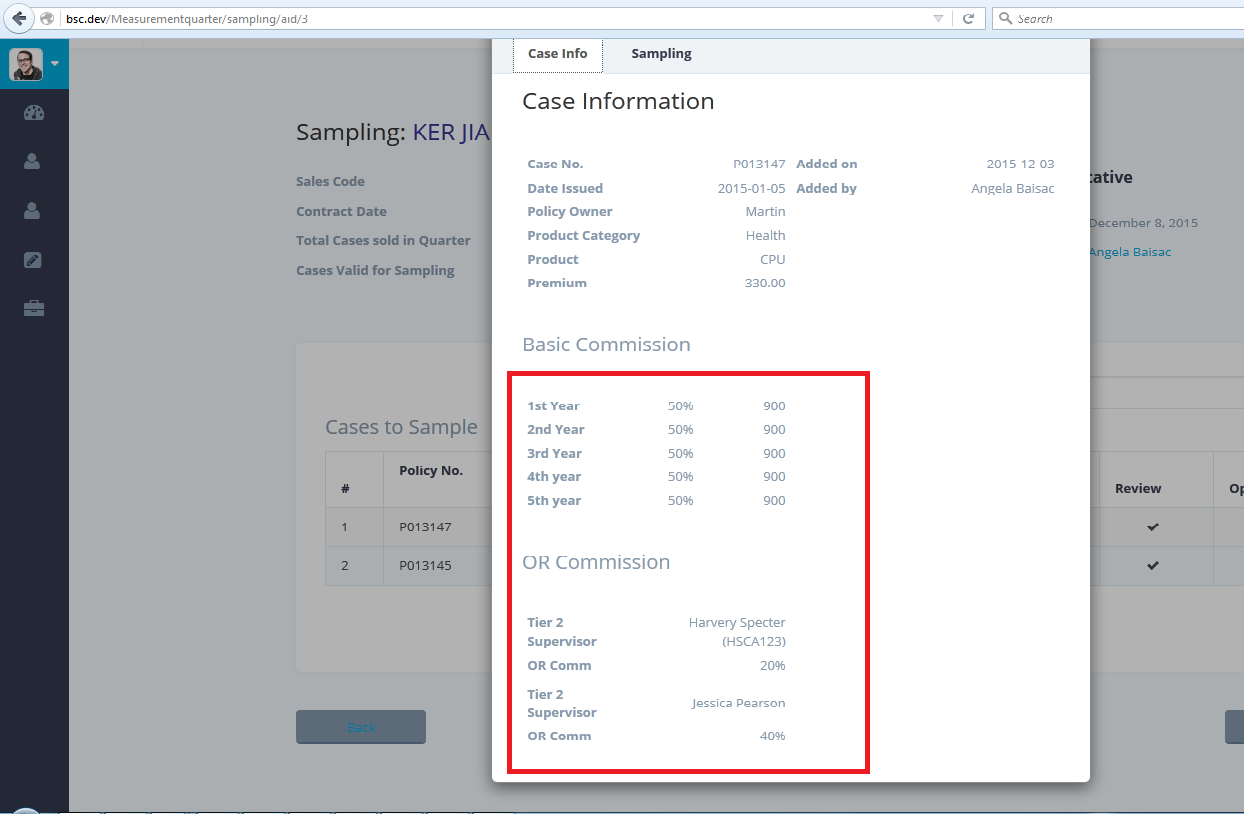 bsc.dev/Measurementquarter/sampling/aid/3
Search
Case Info Sampling
Case Information
Case No. P013147 Added on 2015-12-03
Date Issued 2015-01-05 Added by Angela Baisac
Policy Owner Martin
Product Category Health
Product CPU
Premium 330.00
Basic Commission
1st Year 50% 900
2nd Year 50% 900
3rd Year 50% 900
4th year 50% 900
5th year 50% 900
OR Commission
Tier 2
Supervisor
Harvery Specter
(HSCA123)
OR Comm 20%
Tier 2
Supervisor
Jessica Pearson
OR Comm 40%
Sampling: KER JIA
Sales Code
Contract Date
Total Cases sold in Quarter
Cases Valid for Sampling
tative
December 8, 2015
Angela Baisac
Cases to Sample
# Policy No. Review Op
1 P013147
2 P013145
Back